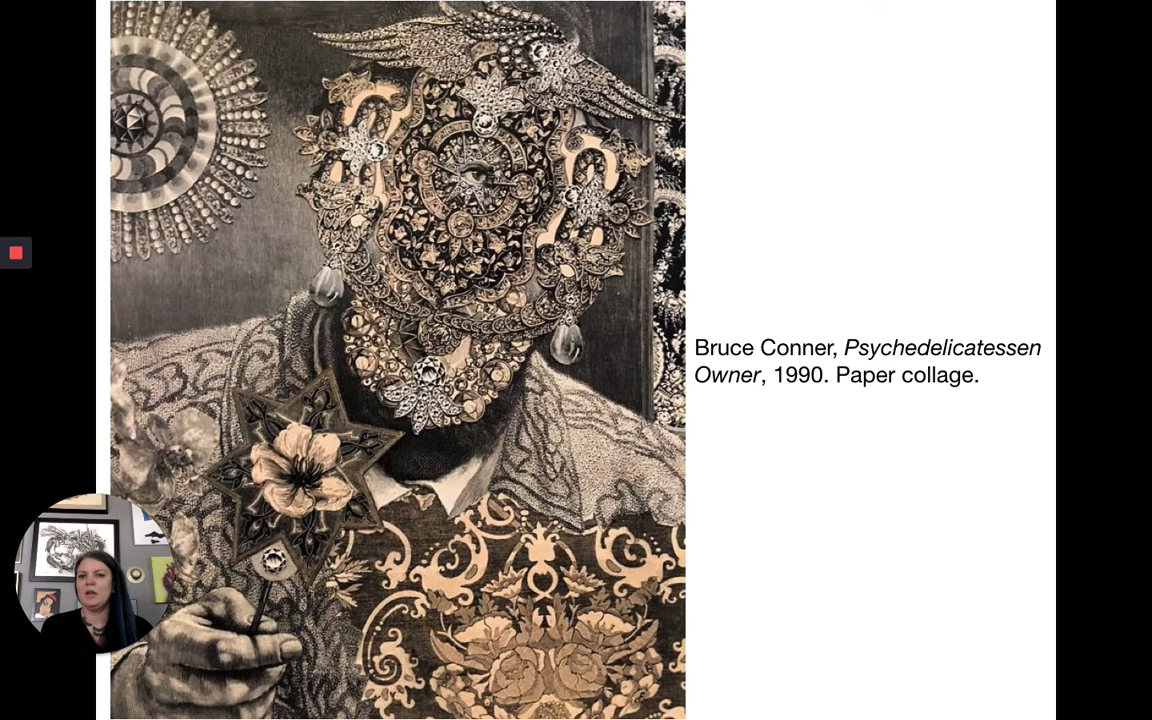 Bruce Conner, Psychedelicatessen
Owner, 1990. Paper collage.